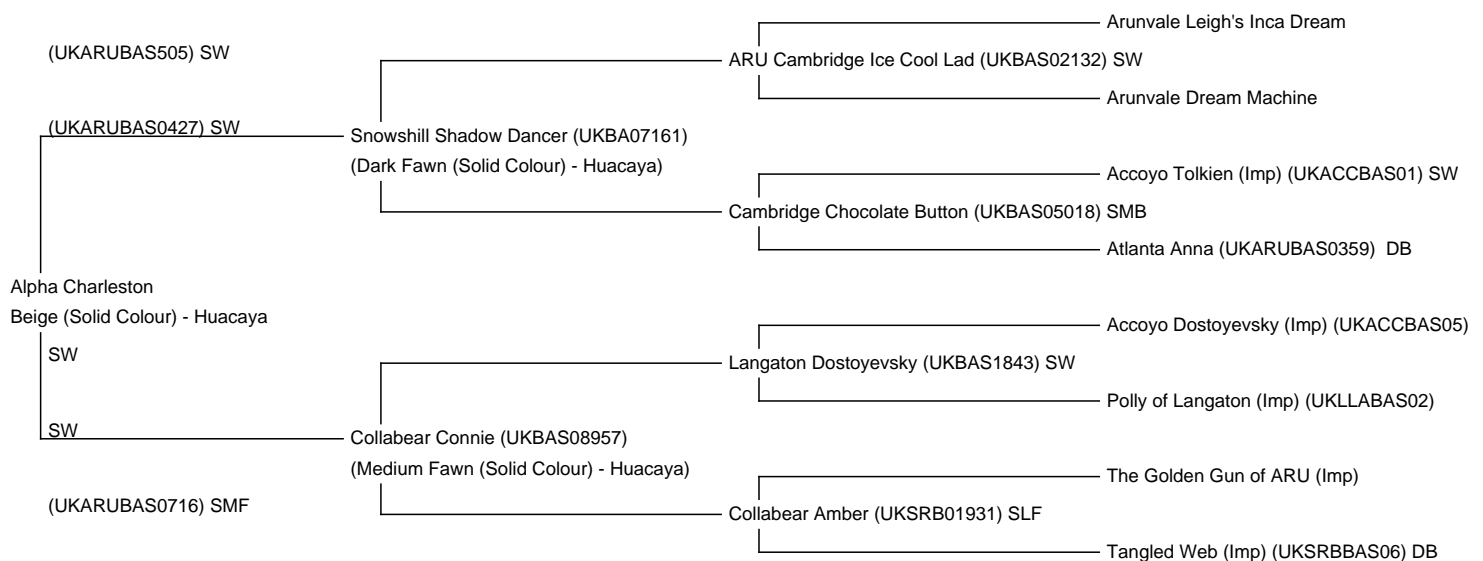 Arunvale Leigh's Inca Dream
(UKARUBAS505) SW
ARU Cambridge Ice Cool Lad (UKBAS02132) SW
Arunvale Dream Machine
(UKARUBAS0427) SW
Snowshill Shadow Dancer (UKBA07161)
(Dark Fawn (Solid Colour) - Huacaya)
Accoyo Tolkien (Imp) (UKACCBAS01) SW
Cambridge Chocolate Button (UKBAS05018) SMB
Atlanta Anna (UKARUBAS0359)  DB
Alpha Charleston
Beige (Solid Colour) - Huacaya
Accoyo Dostoyevsky (Imp) (UKACCBAS05)
SW
Langaton Dostoyevsky (UKBAS1843) SW
Polly of Langaton (Imp) (UKLLABAS02)
SW
Collabear Connie (UKBAS08957)
(Medium Fawn (Solid Colour) - Huacaya)
The Golden Gun of ARU (Imp)
(UKARUBAS0716) SMF
Collabear Amber (UKSRB01931) SLF
Tangled Web (Imp) (UKSRBBAS06) DB